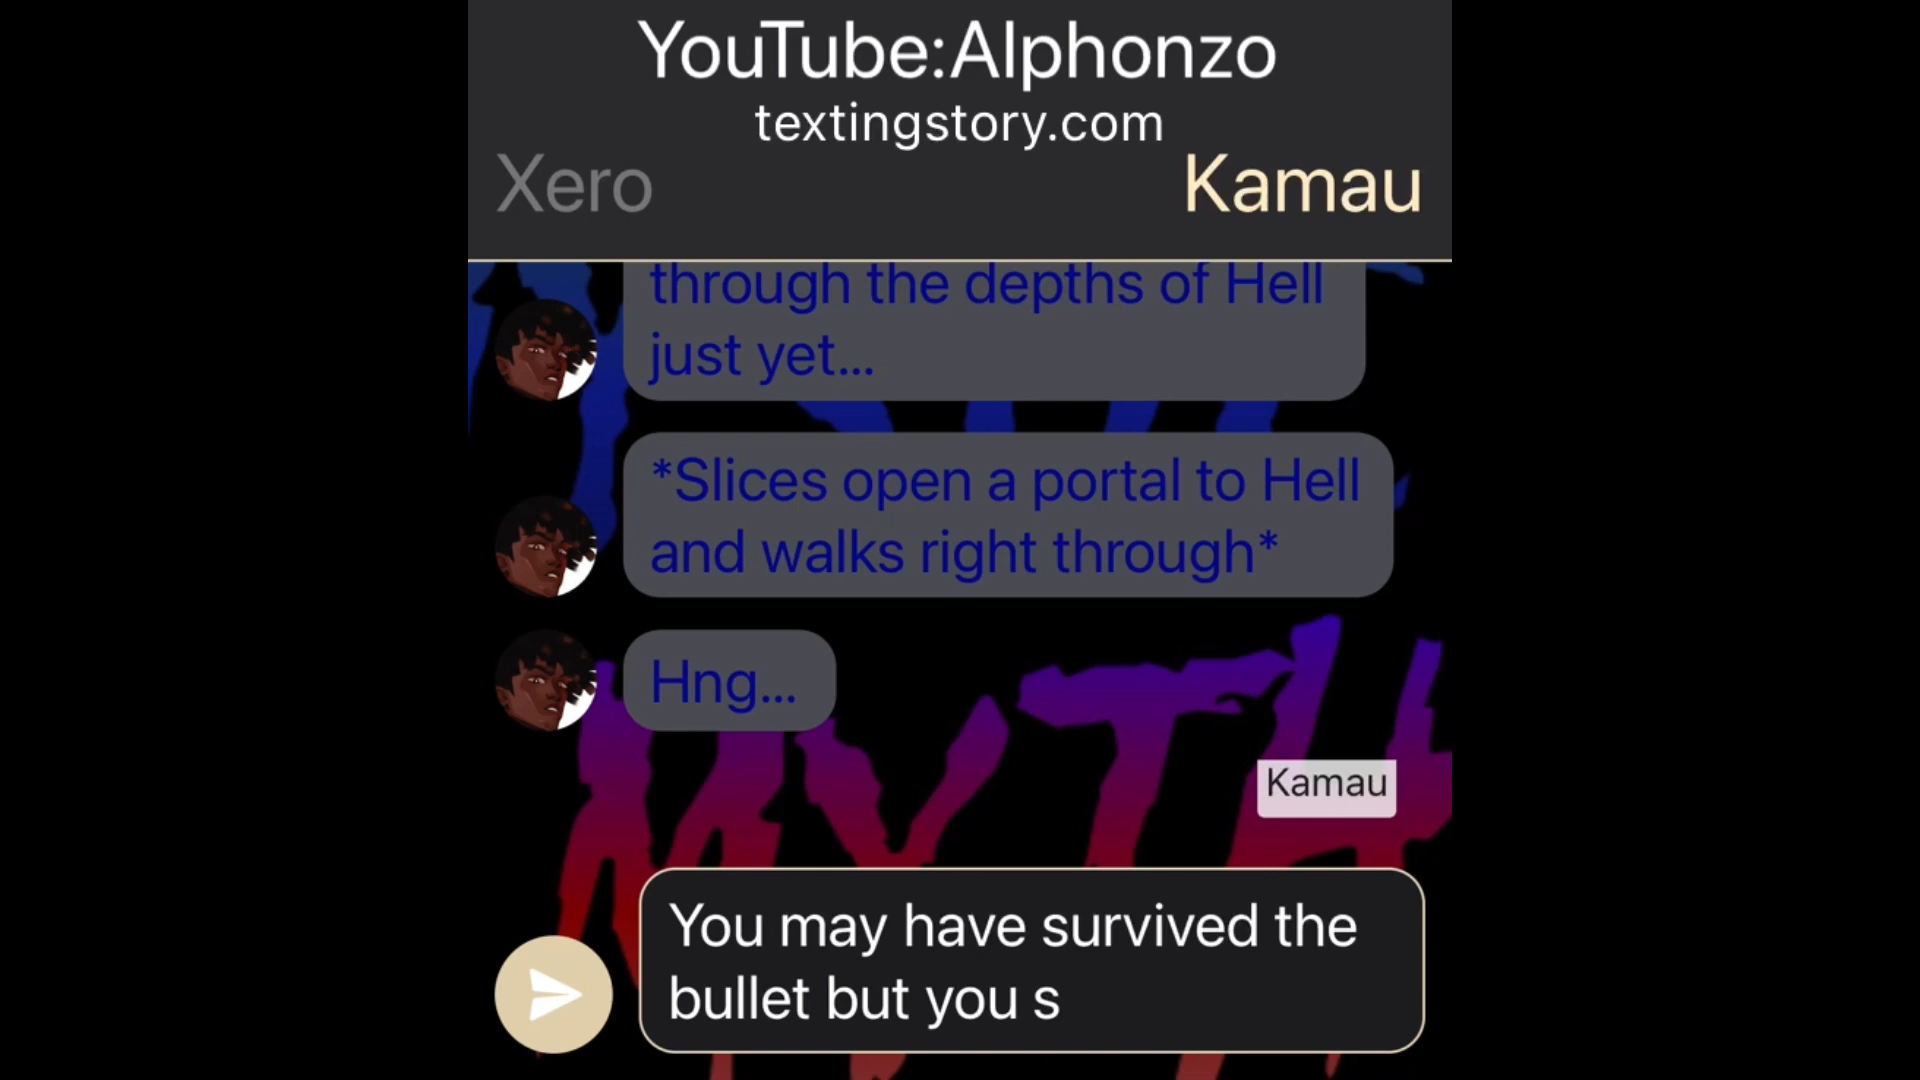 YouTube:Alphonzo
textingstory.com
Xero
Kamau
through the depths of Hell
just yet...
*Slices open a portal to Hell
and walks right through*
Hng...
MYTH
Kamau
You may have survived the
bullet but you s